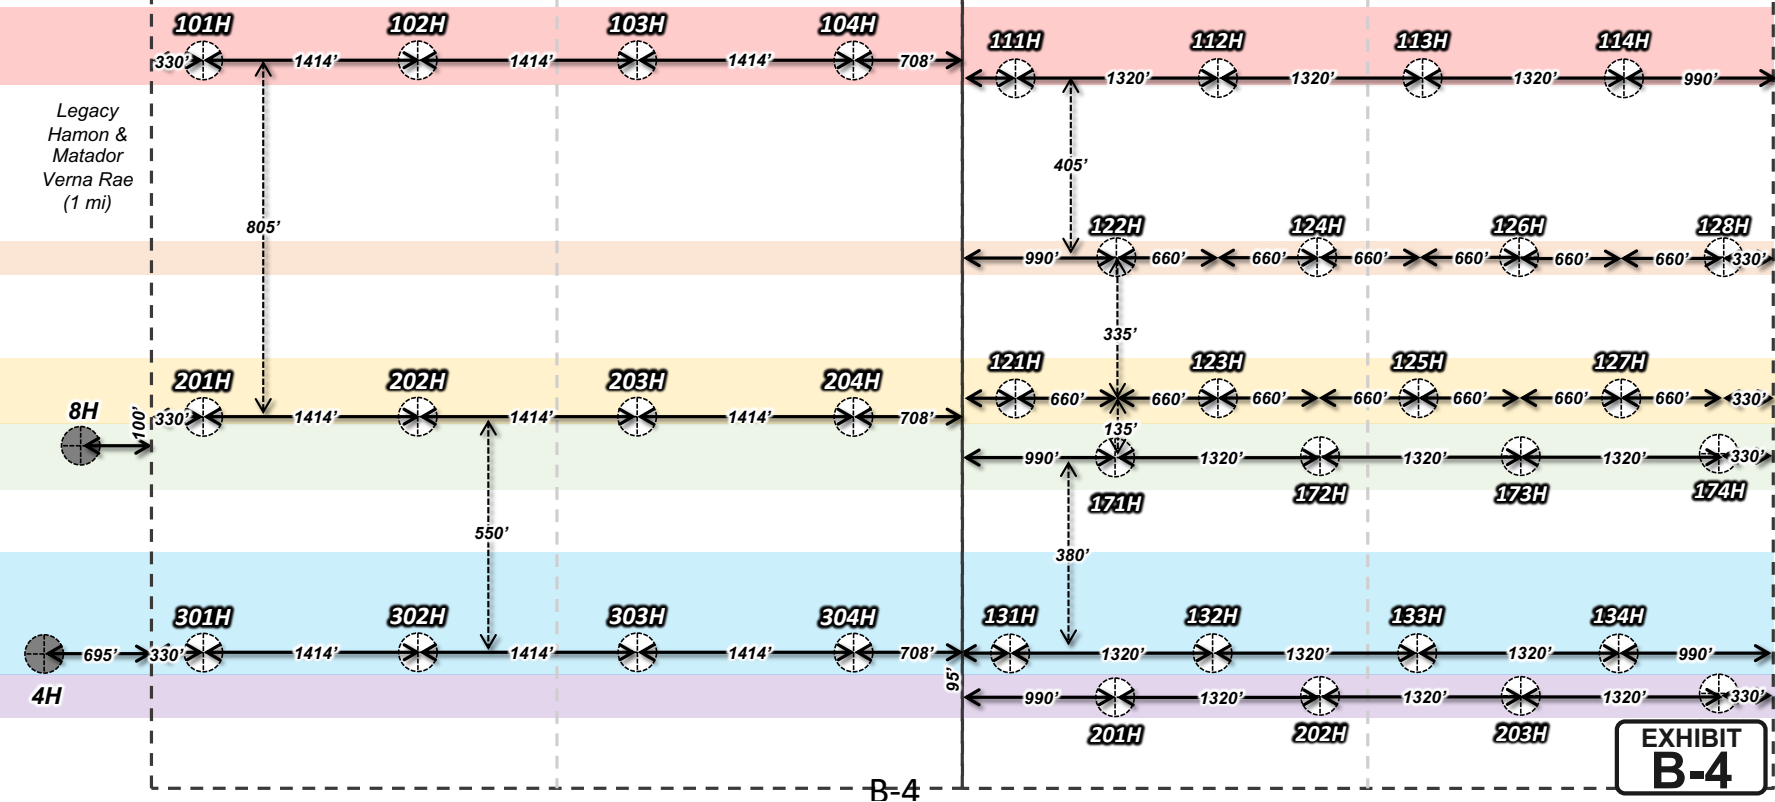 101H 102H 103H 104H
111H 112H 113H 114H
330’ 1414’ 1414’ 1414’ 708’
1320’ 1320’ 1320’ 990’
Legacy
Hamon &
Matador
Verna Rae
(1 mi)
405’
805’
122H 124H 126H 128H
990’ 660’ 660’ 660’ 660’ 660’ 660’ 330’
335’
121H 123H 125H 127H
201H 202H 203H 204H
660’ 660’ 660’ 660’ 660’ 660’ 660’ 330’
8H
100’
330’ 1414’ 1414’ 1414’ 708’
135’
990’ 1320’ 1320’ 1320’ 330’
171H 172H 173H 174H
550’
380’
301H 302H 303H 304H
131H 132H 133H 134H
695’ 330’ 1414’ 1414’ 1414’ 708’
1320’ 1320’ 1320’ 990’
4H
95’
990’ 1320’ 1320’ 1320’ 330’
201H 202H 203H
EXHIBIT
B-4
B-4